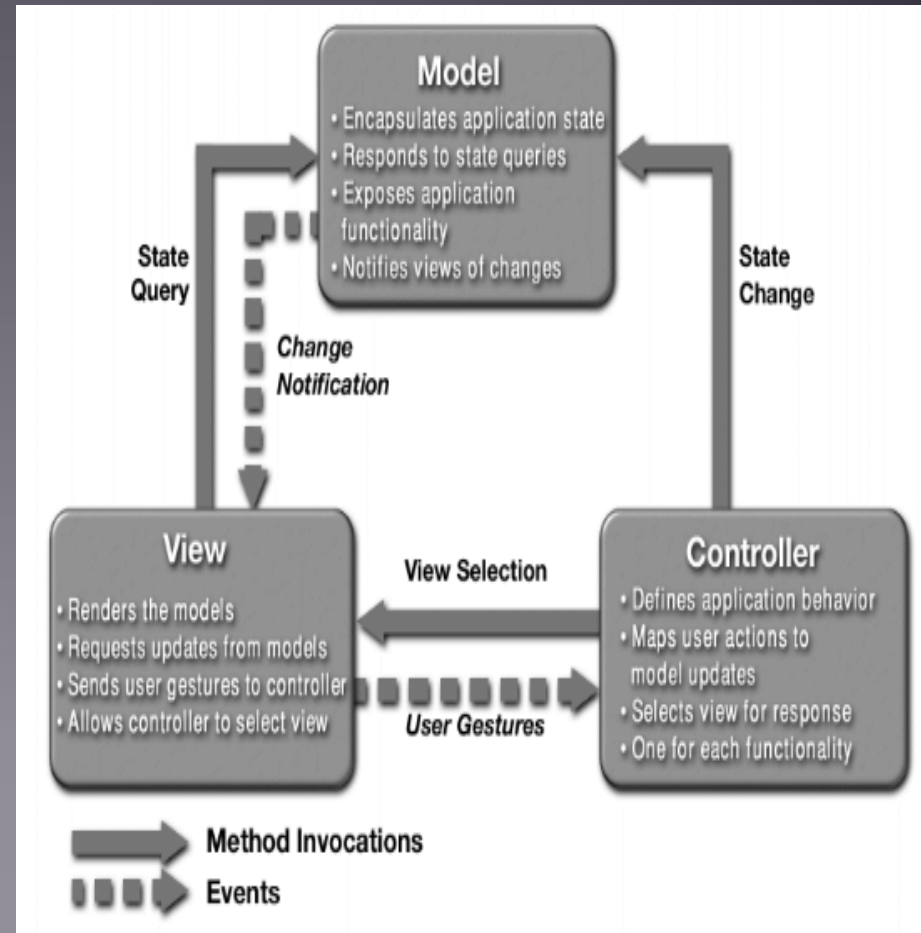 Model
• Encapsulates application state
• Responds to state queries
• Exposes application
functionality
• Notifies views of changes
State
Query
State
Change
Change
Notification
View
• Renders the models
• Requests updates from models
• Sends user gestures to controller
• Allows controller to select view
View Selection
User Gestures
Controller
• Defines application behavior
• Maps user actions to
model updates
• Selects view for response
• One for each functionality
Method Invocations
Events